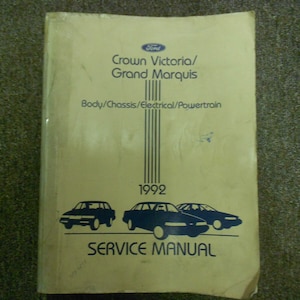 Ford
Crown Victoria/
Grand Marquis
Body/Chassis/Electrical/Powertrain
1992
SERVICE MANUAL